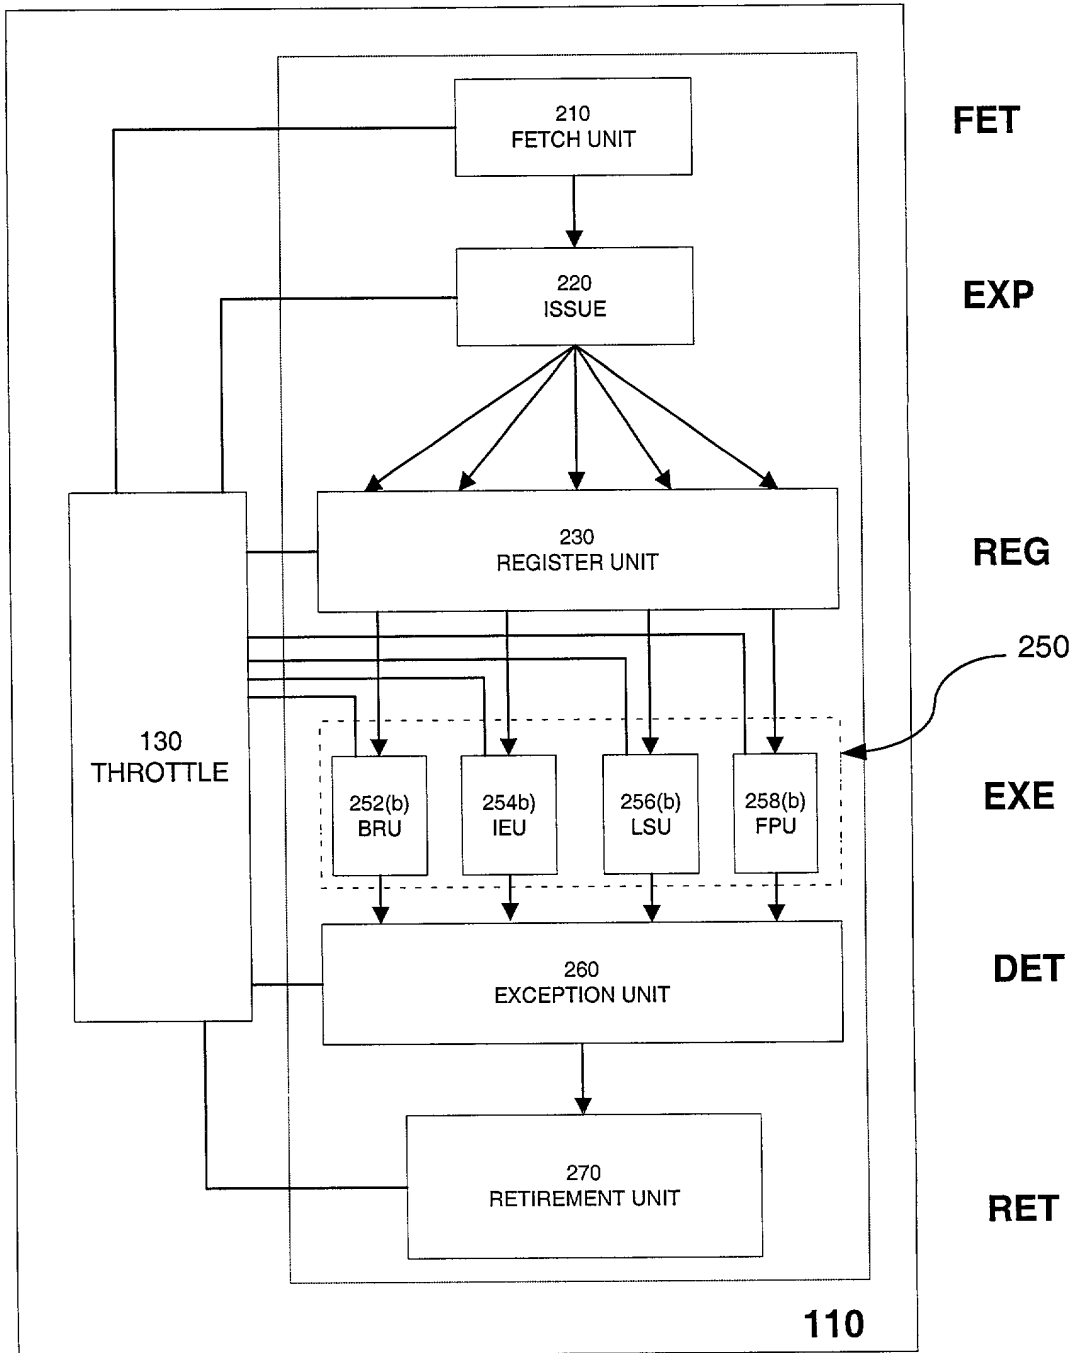 210
FETCH UNIT
FET
220
ISSUE
EXP
230
REGISTER UNIT
REG
250
130
THROTTLE
252(b)
BRU
254b)
IEU
256(b)
LSU
258(b)
FPU
EXE
260
EXCEPTION UNIT
DET
270
RETIREMENT UNIT
RET
110